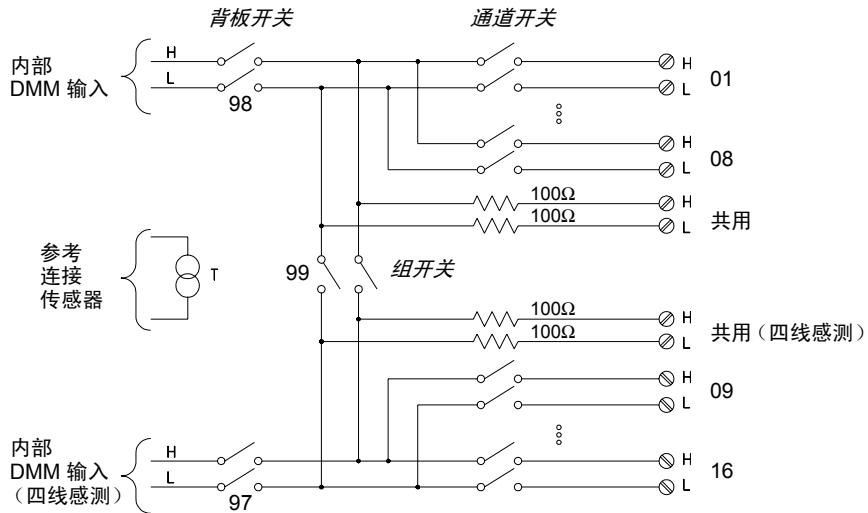 背板开关
通道开关
内部
DMM 输入
H
L
98
H
L
01
H
L
08
100Ω
100Ω
H
L
共用
参考
连接
传感器
T
99
组开关
100Ω
100Ω
H
L
共用（四线感测）
H
L
09
内部
DMM 输入
（四线感测）
H
L
97
H
L
16